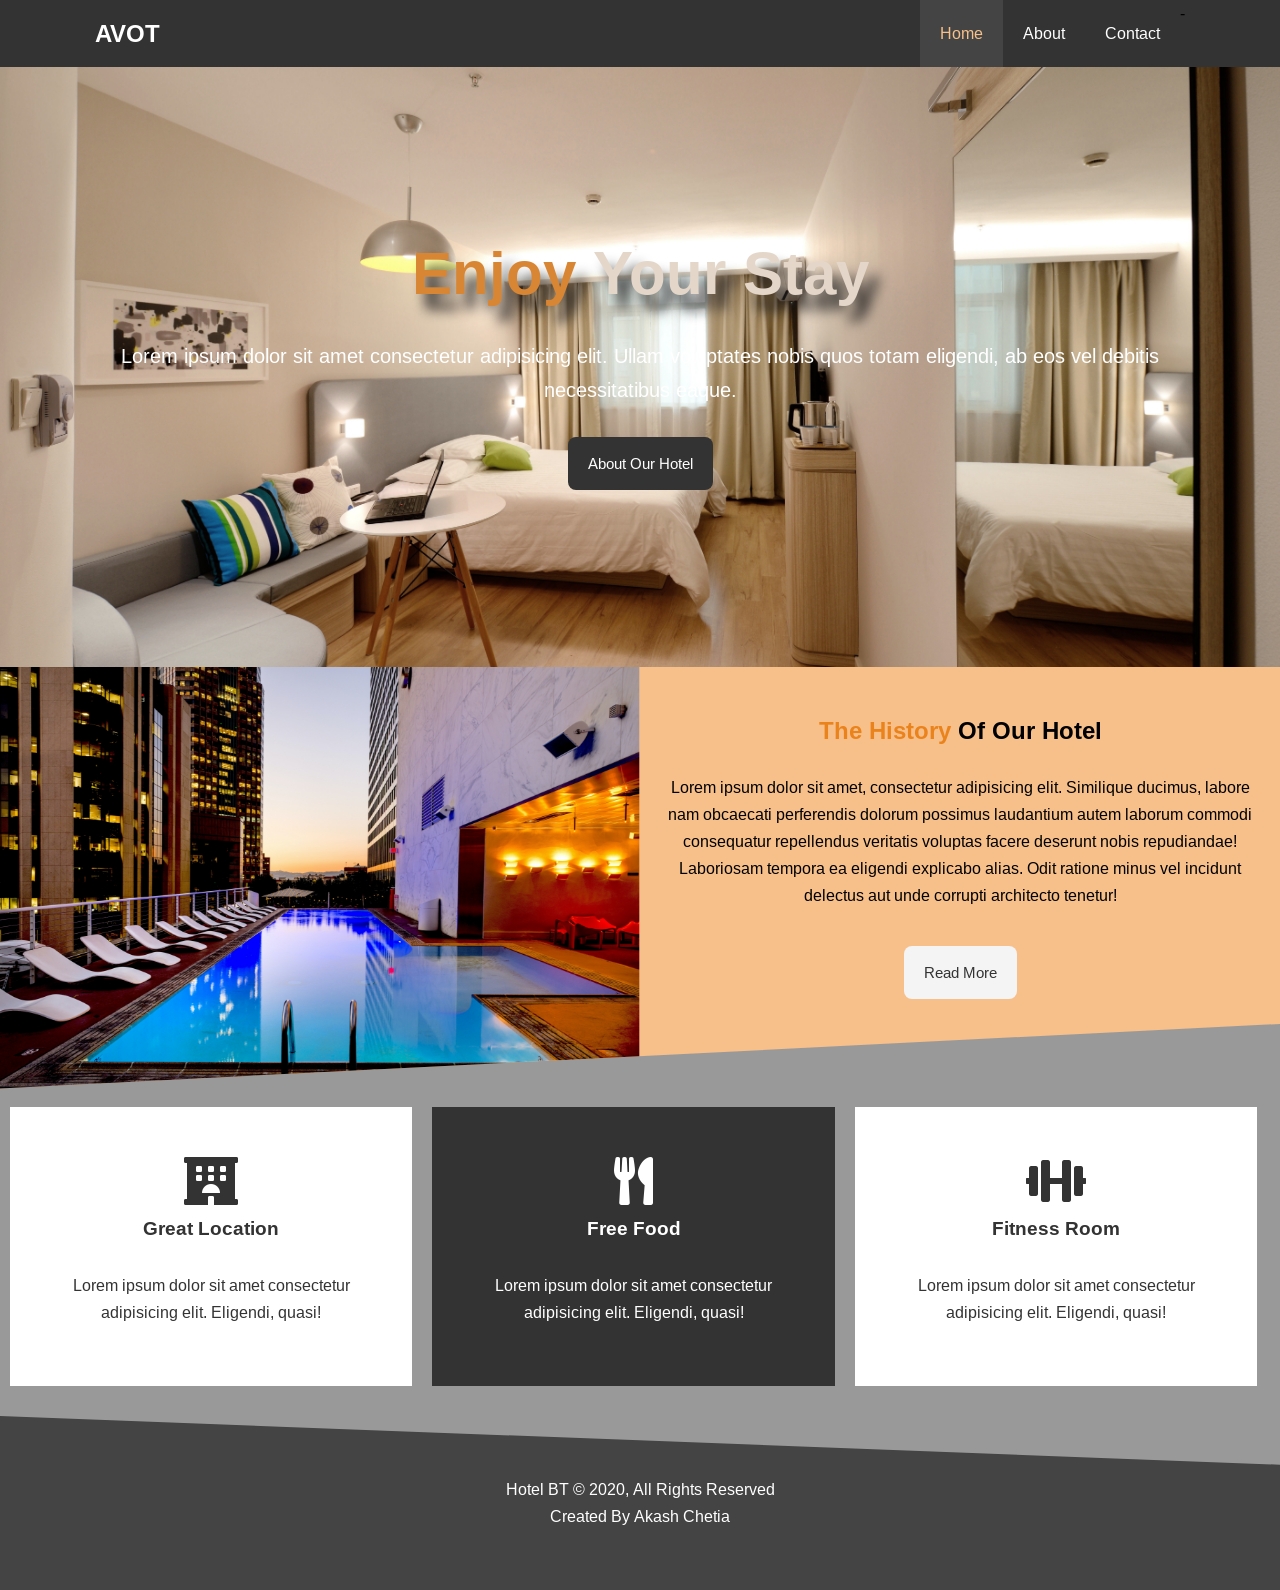 AVOT
Home About Contact -
Enjoy Your Stay
Lorem ipsum dolor sit amet consectetur adipisicing elit. Ullam voluptates nobis quos totam eligendi, ab eos vel debitis
necessitatibus eaque.
About Our Hotel
The History Of Our Hotel
Lorem ipsum dolor sit amet, consectetur adipisicing elit. Similique ducimus, labore
nam obcaecati perferendis dolorum possimus laudantium autem laborum commodi
consequatur repellendus veritatis voluptas facere deserunt nobis repudiandae!
Laboriosam tempora ea eligendi explicabo alias. Odit ratione minus vel incidunt
delectus aut unde corrupti architecto tenetur!
Read More
Great Location
Lorem ipsum dolor sit amet consectetur
adipisicing elit. Eligendi, quasi!
Free Food
Lorem ipsum dolor sit amet consectetur
adipisicing elit. Eligendi, quasi!
Fitness Room
Lorem ipsum dolor sit amet consectetur
adipisicing elit. Eligendi, quasi!
Hotel BT © 2020, All Rights Reserved
Created By Akash Chetia